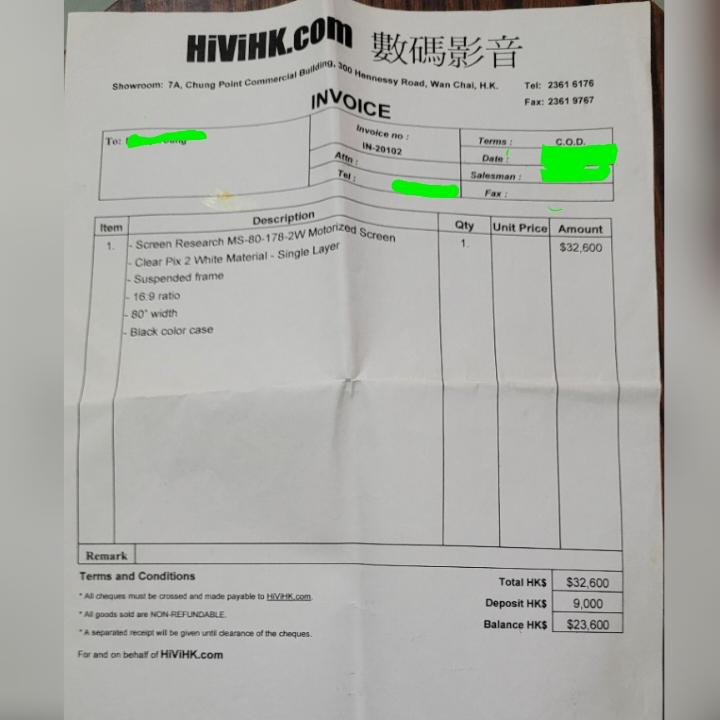 HiViHK.com 數碼影音
Showroom: 7A, Chung Point Commercial Building, 300 Hennessy Road, Wan Chai, H.K.
Tel: 2361 6176
Fax: 2361 9767
INVOICE
To:
Invoice no :
IN-20102
Attn :
Tel :
Terms : C.O.D.
Date :
Salesman :
Fax :
Item Description Qty Unit Price Amount
1. - Screen Research MS-80-178-2W Motorized Screen 1. $32,600
- Clear Pix 2 White Material - Single Layer
- Suspended frame
- 16:9 ratio
- 80" width
- Black color case
Remark
Terms and Conditions
* All cheques must be crossed and made payable to HiViHK.com.
* All goods sold are NON-REFUNDABLE.
* A separated receipt will be given until clearance of the cheques.
For and on behalf of HiViHK.com
Total HK$ $32,600
Deposit HK$ 9,000
Balance HK$ $23,600